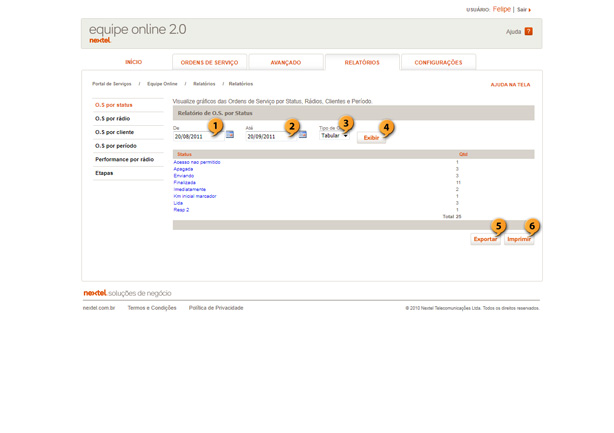 USUÁRIO Felipe | Sair ▸
equipe online 2.0
nextel
Ajuda ?
INÍCIO
ORDENS DE SERVIÇO
AVANÇADO
RELATÓRIOS
CONFIGURAÇÕES
Portal de Serviços / Equipe Online / Relatórios / Relatórios
AJUDA NA TELA
O.S por status
O.S por rádio
O.S por cliente
O.S por período
Performance por rádio
Etapas
Visualize gráficos das Ordens de Serviço por Status, Rádios, Clientes e Período.
Relatório de O.S. por Status
De
20/08/2011
1
Até
20/09/2011
2
Tipo de
Tabular
3
Exibir
4
Status Qtd
Acesso nao permitido 1
Apagada 3
Enviando 3
Finalizada 11
Imediatamente 2
Km inicial marcador 1
Lida 3
Resp 2 1
Total 25
5
Exportar
6
Imprimir
nextel soluções de negócio
nextel.com.br Termos e Condições Política de Privacidade
© 2010 Nextel Telecomunicações Ltda. Todos os direitos reservados.